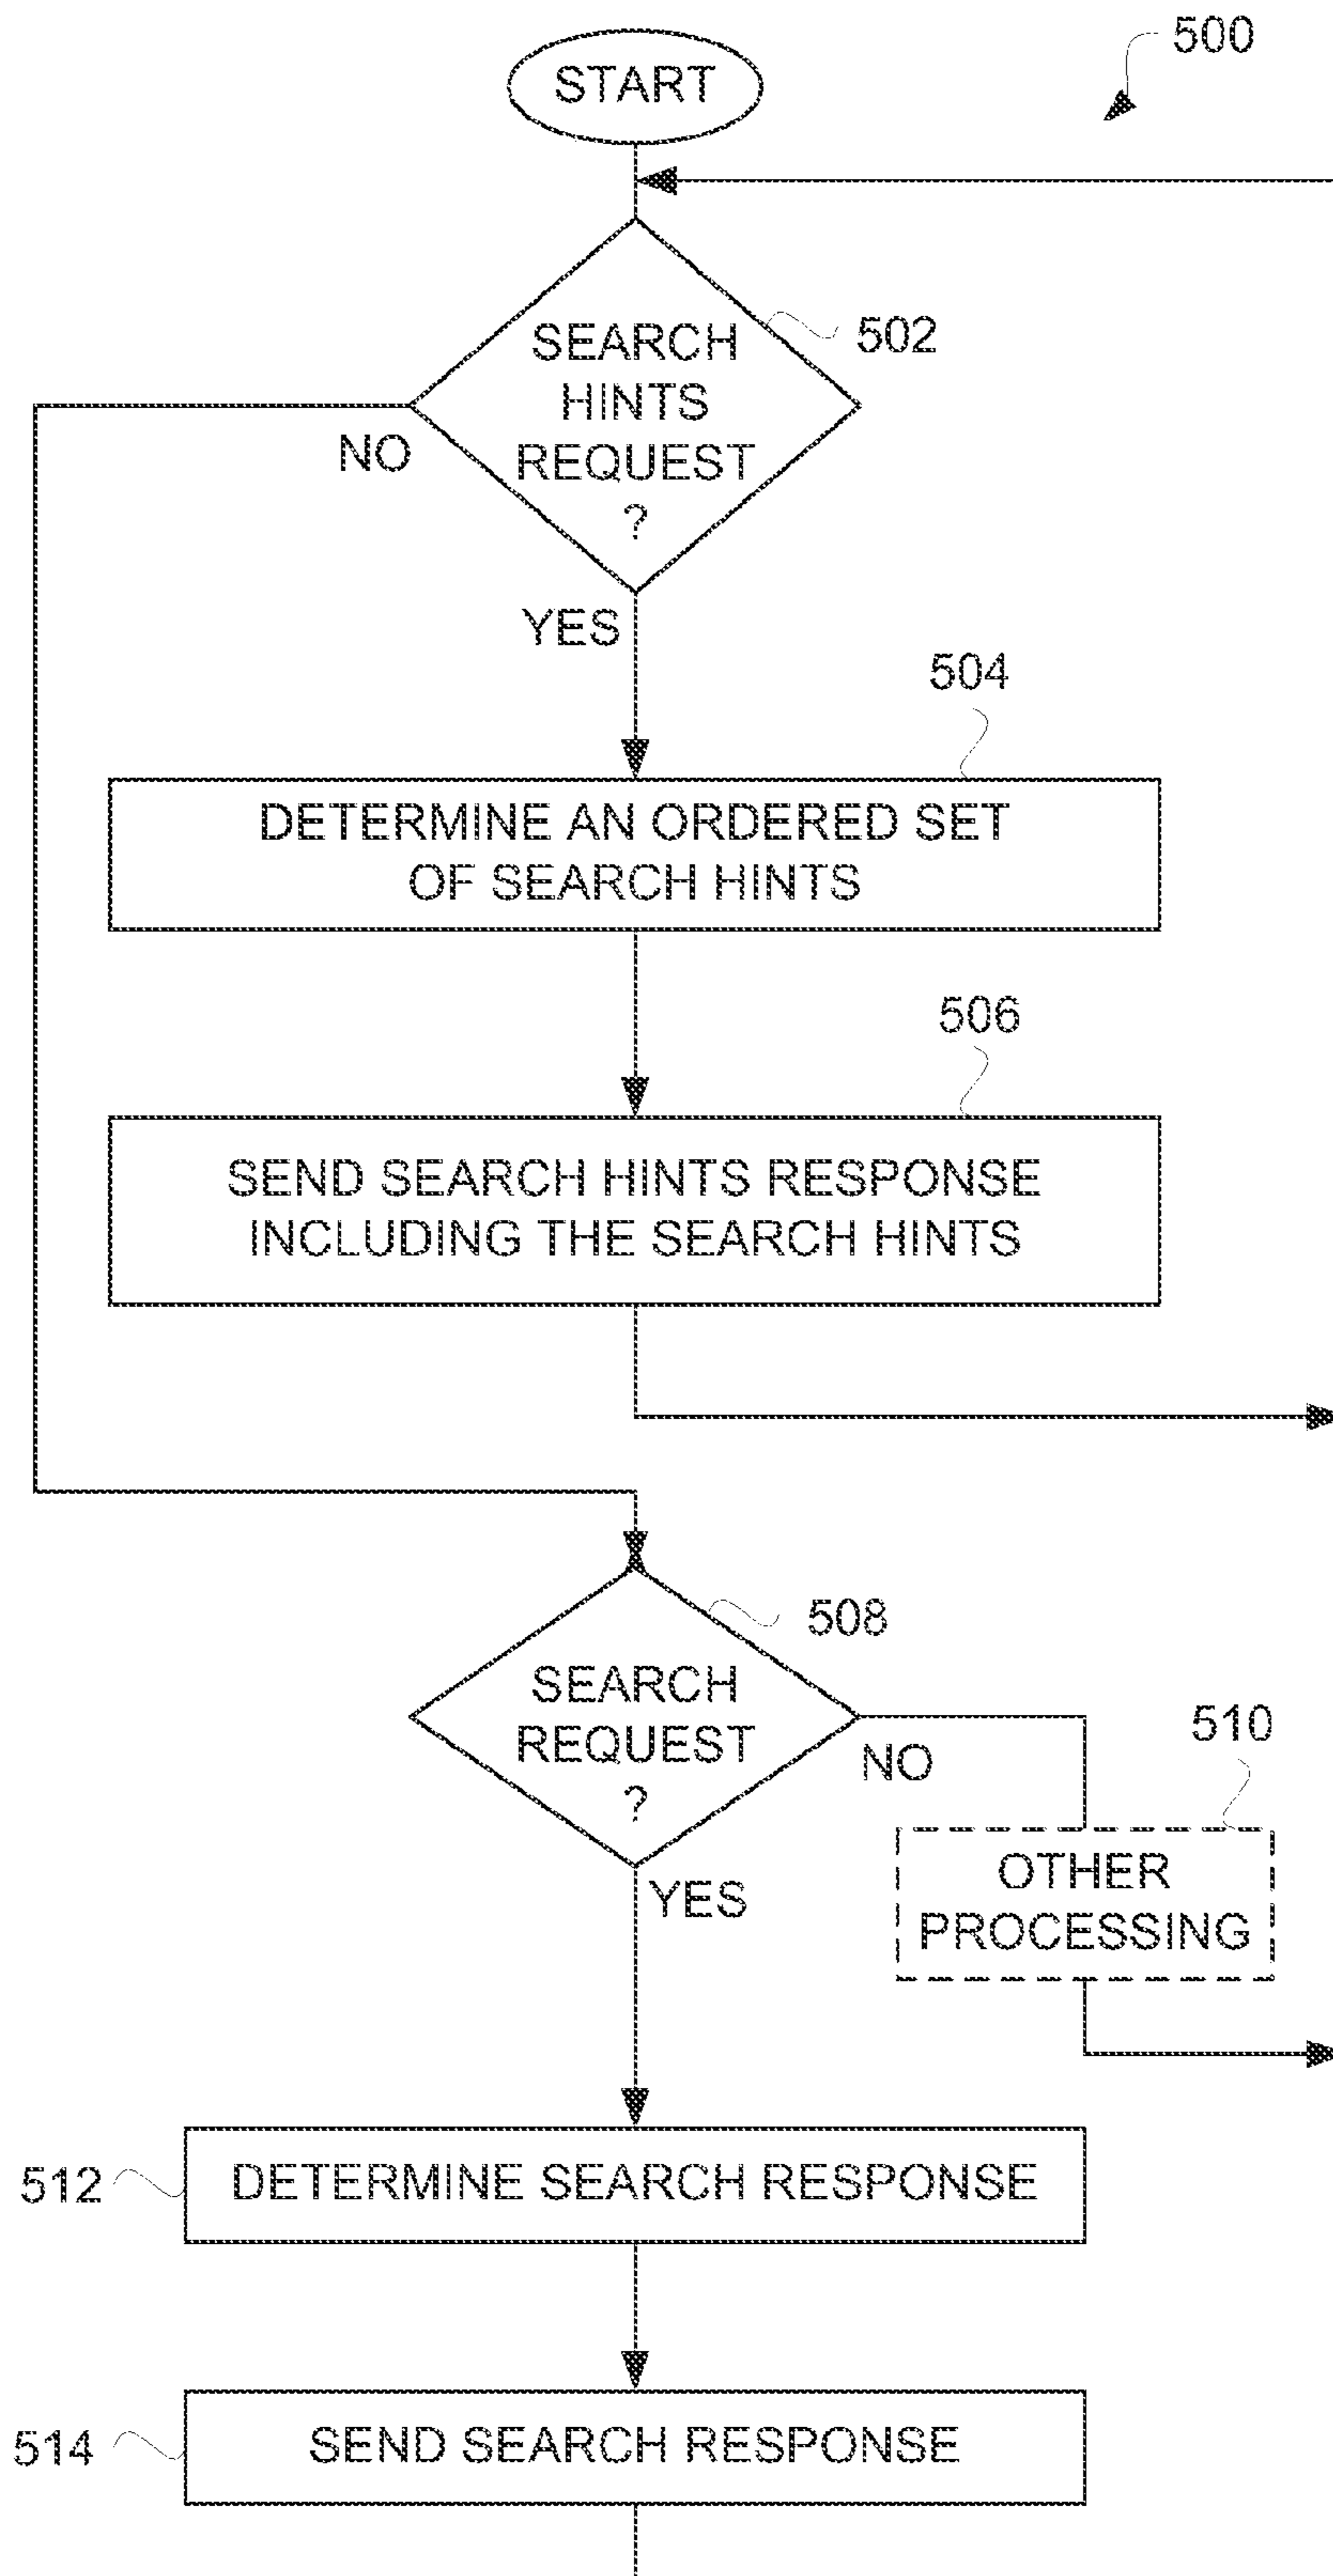 500
START
SEARCH
HINTS
REQUEST
?
502
NO
YES
504
DETERMINE AN ORDERED SET
OF SEARCH HINTS
506
SEND SEARCH HINTS RESPONSE
INCLUDING THE SEARCH HINTS
508
SEARCH
REQUEST
?
NO
510
OTHER
PROCESSING
YES
512
DETERMINE SEARCH RESPONSE
514
SEND SEARCH RESPONSE